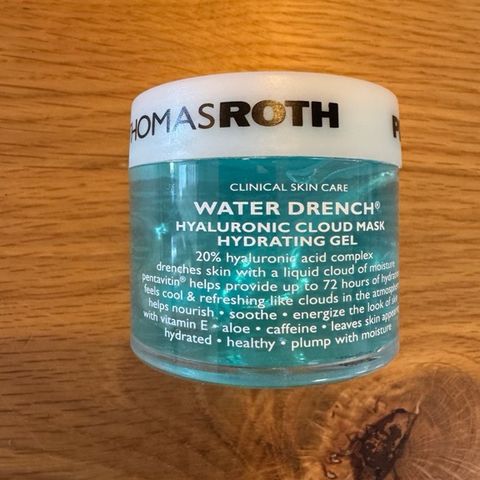 THOMASROTH P
CLINICAL SKIN CARE
WATER DRENCH®
HYALURONIC CLOUD MASK
HYDRATING GEL
20% hyaluronic acid complex
drenches skin with a liquid cloud of moisture
pentavitin® helps provide up to 72 hours of
feels cool & refreshing like clouds in the
helps nourish • soothe • energize the look of
with vitamin E • aloe • caffeine • leaves skin
hydrated • healthy • plump with moisture